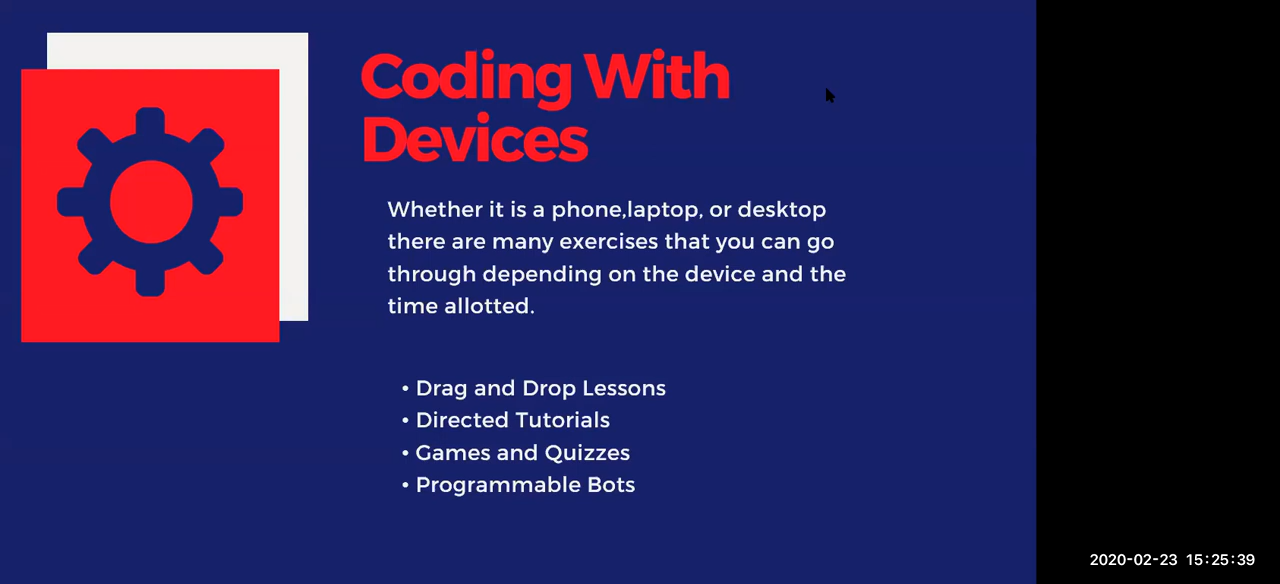 Coding With
Devices
Whether it is a phone,laptop, or desktop
there are many exercises that you can go
through depending on the device and the
time allotted.
• Drag and Drop Lessons
• Directed Tutorials
• Games and Quizzes
• Programmable Bots
2020-02-23 15:25:39